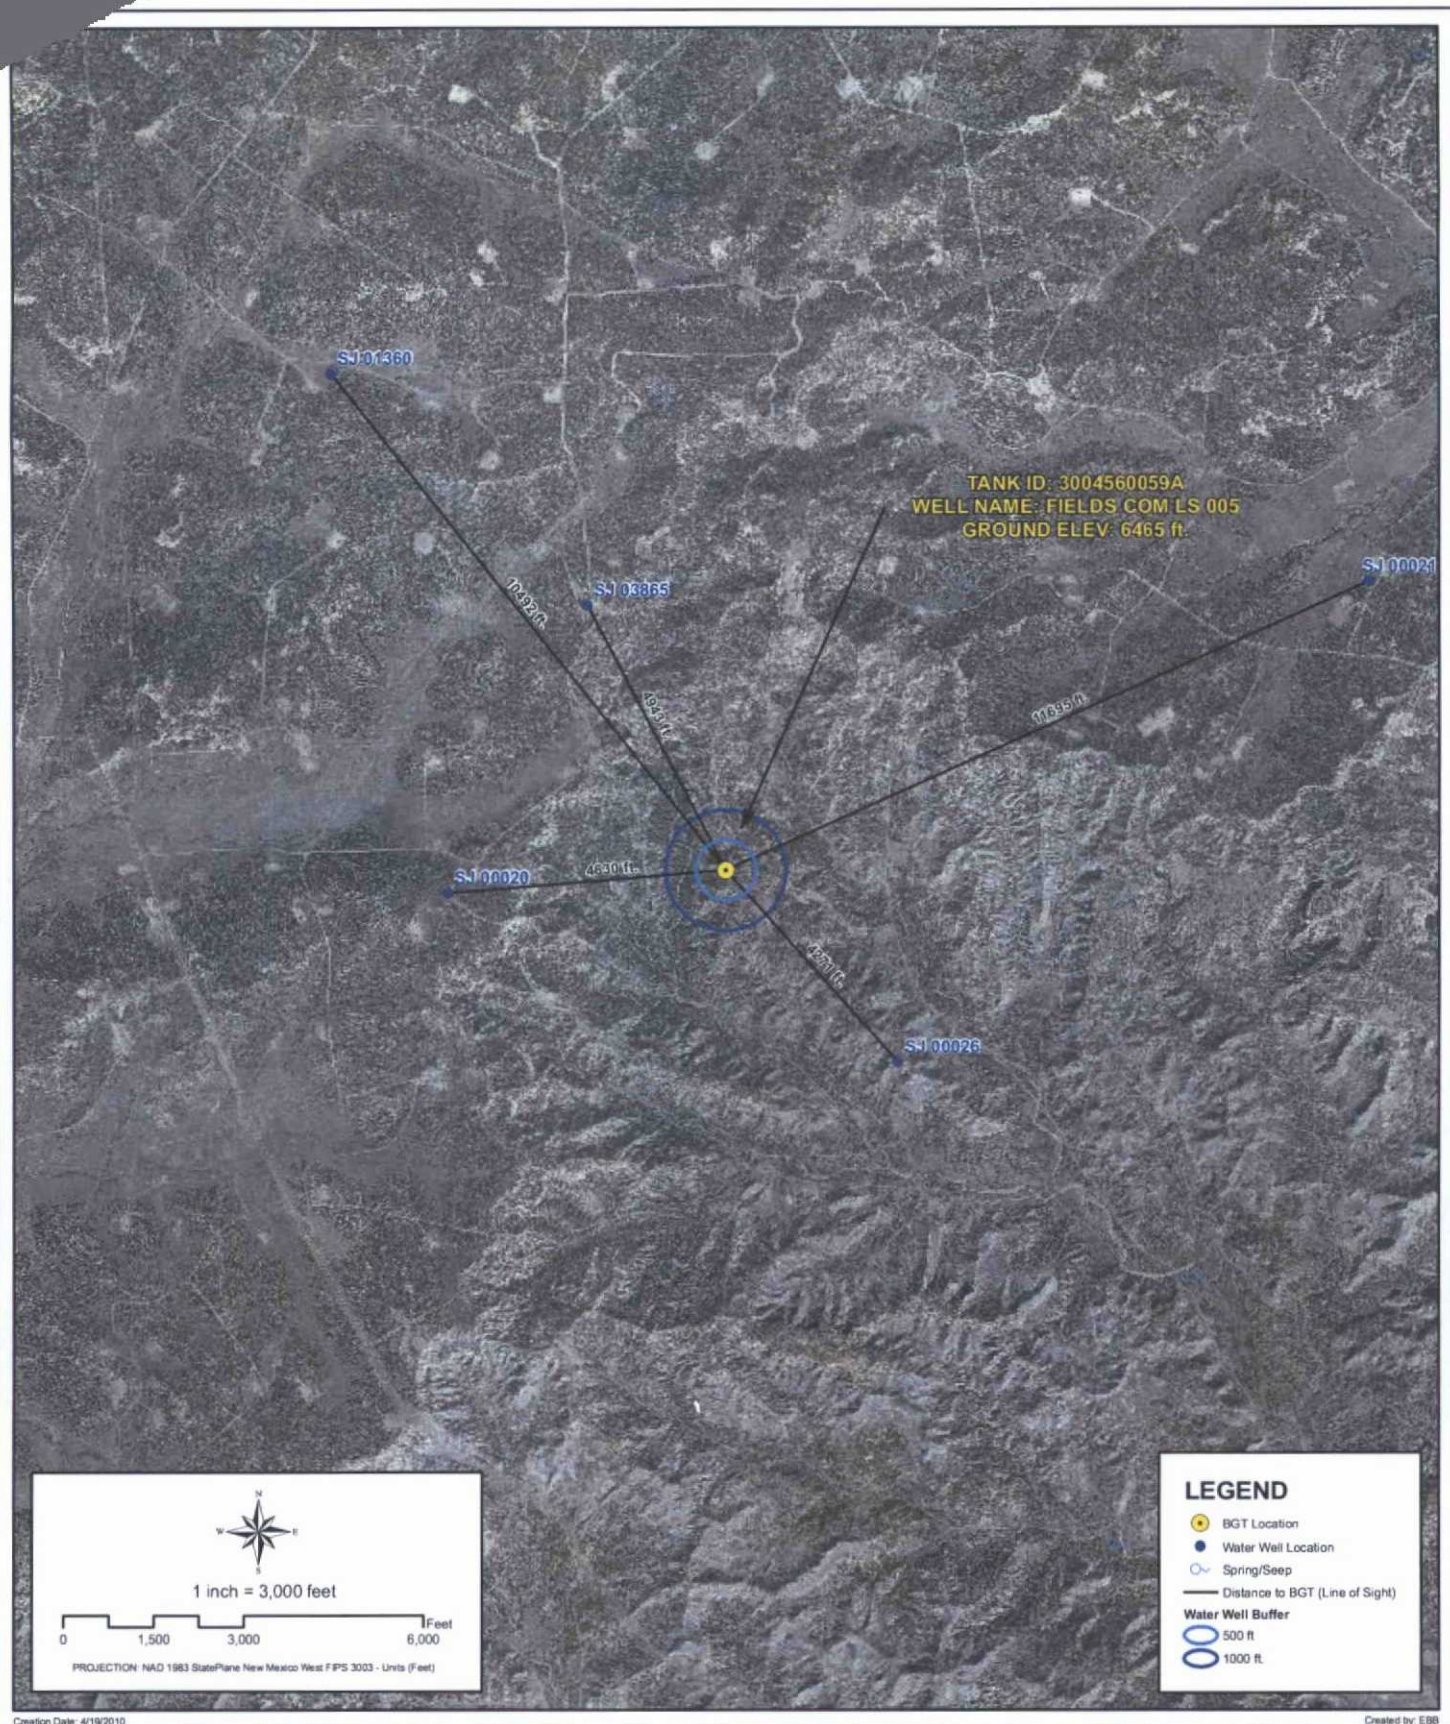 SJ 01360
TANK ID: 3004560059A
WELL NAME: FIELDS COM LS 005
GROUND ELEV: 6465 ft.
SJ 00021
SJ 03865
10492 ft.
4943 ft.
11695 ft.
SJ 00020
4630 ft.
ft.
SJ 00026
N
W E
S
1 inch = 3,000 feet
Feet
0 1,500 3,000 6,000
PROJECTION: NAD 1983 StatePlane New Mexico West FIPS 3003 - Units (Feet)
LEGEND
BGT Location
Water Well Location
Spring/Seep
Distance to BGT (Line of Sight)
Water Well Buffer
500 ft
1000 ft.
Creation Date: 4/19/2010
Created by: EBB